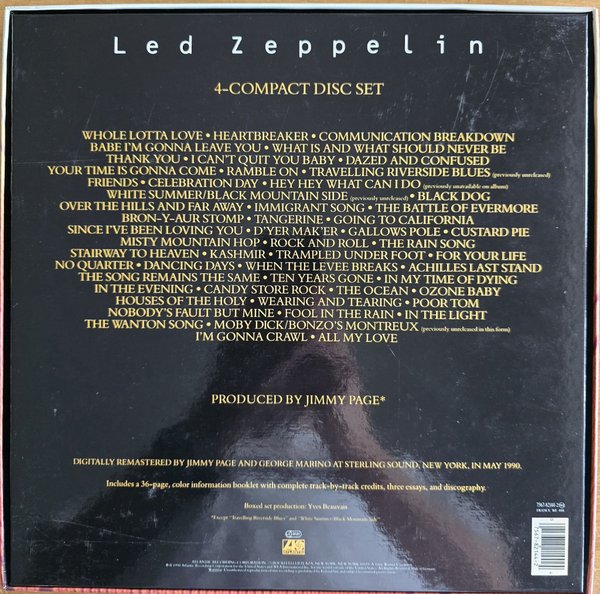 Led Zeppelin
4-COMPACT DISC SET
WHOLE LOTTA LOVE • HEARTBREAKER • COMMUNICATION BREAKDOWN
BABE I'M GONNA LEAVE YOU • WHAT IS AND WHAT SHOULD NEVER BE
THANK YOU • I CAN'T QUIT YOU BABY • DAZED AND CONFUSED
YOUR TIME IS GONNA COME • RAMBLE ON • TRAVELLING RIVERSIDE BLUES (previously unreleased)
FRIENDS • CELEBRATION DAY • HEY HEY WHAT CAN I DO (previously unavailable on album)
WHITE SUMMER/BLACK MOUNTAIN SIDE (previously unreleased) • BLACK DOG
OVER THE HILLS AND FAR AWAY • IMMIGRANT SONG • THE BATTLE OF EVERMORE
BRON-Y-AUR STOMP • TANGERINE • GOING TO CALIFORNIA
SINCE I'VE BEEN LOVING YOU • D'YER MAK'ER • GALLOWS POLE • CUSTARD PIE
MISTY MOUNTAIN HOP • ROCK AND ROLL • THE RAIN SONG
STAIRWAY TO HEAVEN • KASHMIR • TRAMPLED UNDER FOOT • FOR YOUR LIFE
NO QUARTER • DANCING DAYS • WHEN THE LEVEE BREAKS • ACHILLES LAST STAND
THE SONG REMAINS THE SAME • TEN YEARS GONE • IN MY TIME OF DYING
IN THE EVENING • CANDY STORE ROCK • THE OCEAN • OZONE BABY
HOUSES OF THE HOLY • WEARING AND TEARING • POOR TOM
NOBODY'S FAULT BUT MINE • FOOL IN THE RAIN • IN THE LIGHT
THE WANTON SONG • MOBY DICK/BONZO'S MONTREUX (previously unreleased in this form)
I'M GONNA CRAWL • ALL MY LOVE
PRODUCED BY JIMMY PAGE*
DIGITALLY REMASTERED BY JIMMY PAGE AND GEORGE MARINO AT STERLING SOUND, NEW YORK, IN MAY 1990.
Includes a 36-page, color information booklet with complete track-by-track credits, three essays, and discography.
Boxed set production: Yves Beauvais
*Except "Travelling Riverside Blues" and "White Summer/Black Mountain Side"